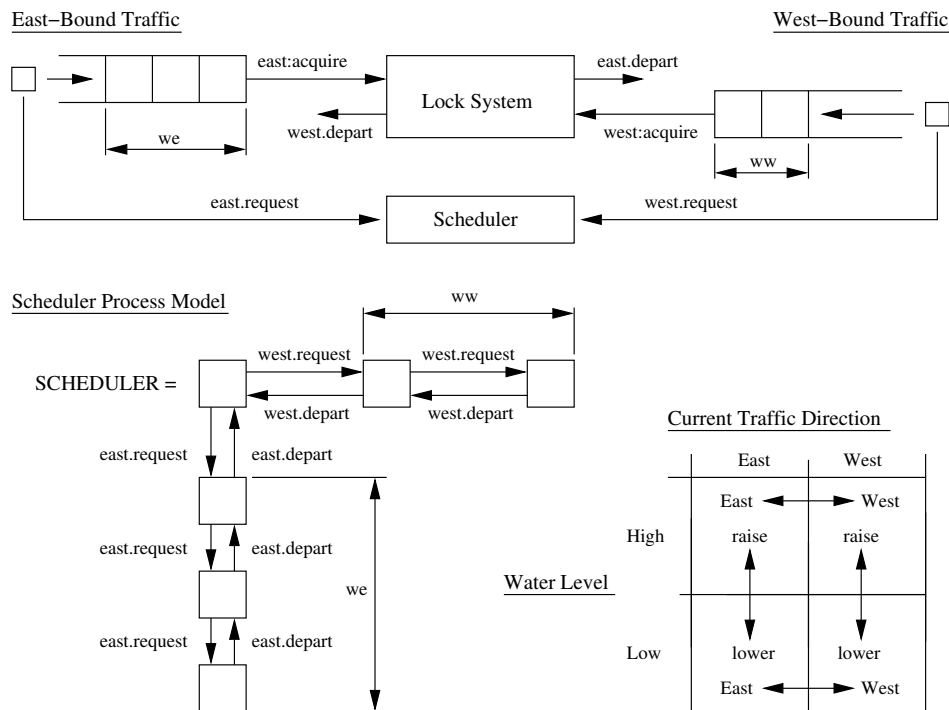 East−Bound Traffic
West−Bound Traffic
east:acquire
east.depart
Lock System
west.depart
west:acquire
we
ww
east.request
west.request
Scheduler
Scheduler Process Model
ww
west.request
west.request
SCHEDULER =
west.depart
west.depart
Current Traffic Direction
east.request
east.depart
East
West
East
West
High
raise
raise
east.request
east.depart
we
Water Level
east.request
east.depart
Low
lower
lower
East
West